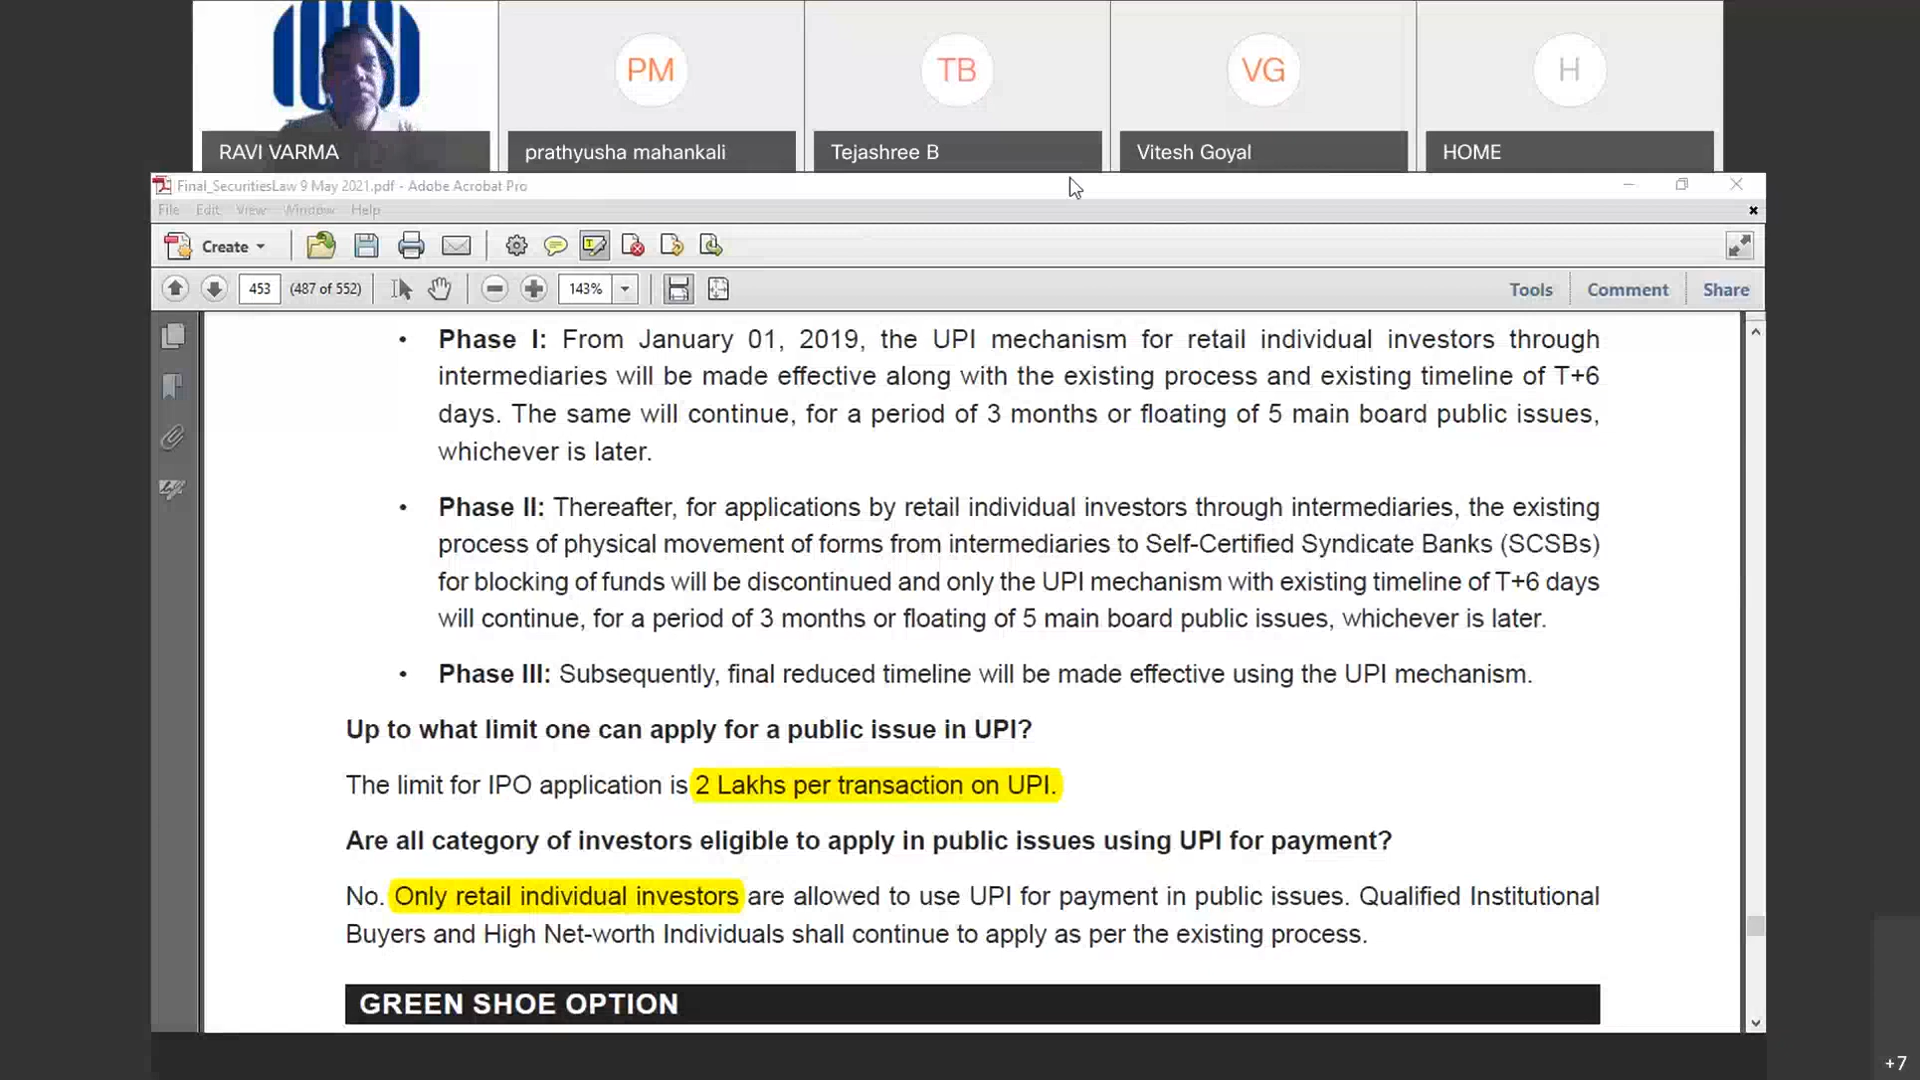 PM
TB
VG
H
RAVI VARMA
prathyusha mahankali
Tejashree B
Vitesh Goyal
HOME
Final_SecuritiesLaw 9 May 2021.pdf - Adobe Acrobat Pro
File Edit View Window Help
Create
453 (487 of 552) 143% Tools Comment Share
• Phase I: From January 01, 2019, the UPI mechanism for retail individual investors through
intermediaries will be made effective along with the existing process and existing timeline of T+6
days. The same will continue, for a period of 3 months or floating of 5 main board public issues,
whichever is later.
• Phase II: Thereafter, for applications by retail individual investors through intermediaries, the existing
process of physical movement of forms from intermediaries to Self-Certified Syndicate Banks (SCSBs)
for blocking of funds will be discontinued and only the UPI mechanism with existing timeline of T+6 days
will continue, for a period of 3 months or floating of 5 main board public issues, whichever is later.
• Phase III: Subsequently, final reduced timeline will be made effective using the UPI mechanism.
Up to what limit one can apply for a public issue in UPI?
The limit for IPO application is 2 Lakhs per transaction on UPI.
Are all category of investors eligible to apply in public issues using UPI for payment?
No. Only retail individual investors are allowed to use UPI for payment in public issues. Qualified Institutional
Buyers and High Net-worth Individuals shall continue to apply as per the existing process.
GREEN SHOE OPTION
+7